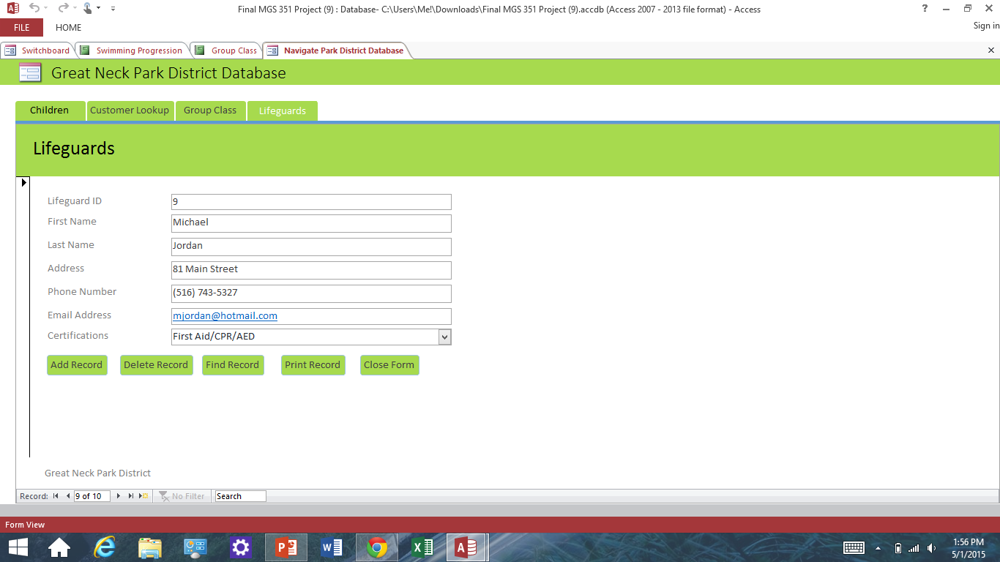 Final MGS 351 Project (9) : Database- C:\Users\Me!\Downloads\Final MGS 351 Project (9).accdb (Access 2007 - 2013 file format) - Access
?
FILE HOME Sign in
Switchboard Swimming Progression Group Class Navigate Park District Database
Great Neck Park District Database
Children Customer Lookup Group Class Lifeguards
Lifeguards
Lifeguard ID 9
First Name Michael
Last Name Jordan
Address 81 Main Street
Phone Number (516) 743-5327
Email Address mjordan@hotmail.com
Certifications First Aid/CPR/AED
Add Record Delete Record Find Record Print Record Close Form
Great Neck Park District
Record: 9 of 10 No Filter Search
Form View
1:56 PM
5/1/2015